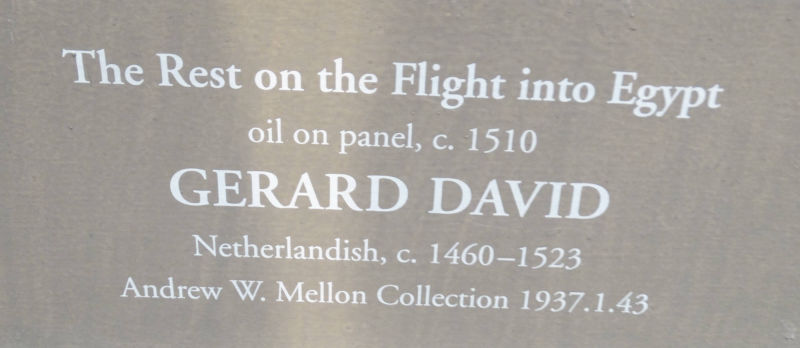 The Rest on the Flight into Egypt
oil on panel, c. 1510
GERARD DAVID
Netherlandish, c. 1460–1523
Andrew W. Mellon Collection 1937.1.43